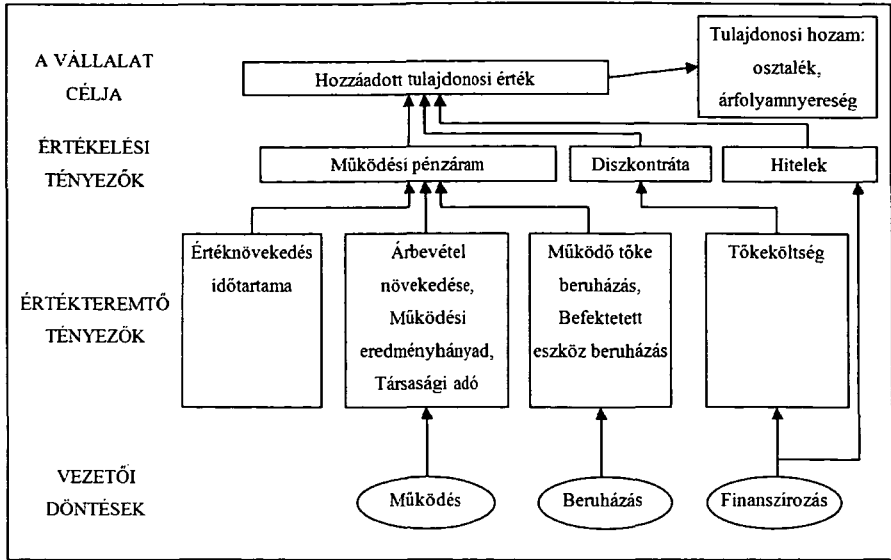 A VÁLLALAT
CÉLJA
Hozzáadott tulajdonosi érték
Tulajdonosi hozam:
osztalék,
árfolyamnyereség
ÉRTÉKELÉSI
TÉNYEZŐK
Működési pénzáram
Diszkontráta
Hitelek
ÉRTÉKTEREMTŐ
TÉNYEZŐK
Értéknövekedés
időtartama
Árbevétel
növekedése,
Működési
eredményhányad,
Társasági adó
Működő tőke
beruházás,
Befektetett
eszköz beruházás
Tőkeköltség
VEZETŐI
DÖNTÉSEK
Működés
Beruházás
Finanszírozás